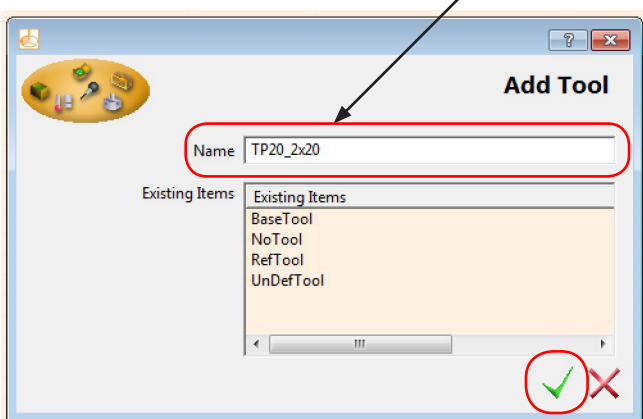 Add Tool
Name TP20_2x20
Existing Items Existing Items
BaseTool
NoTool
RefTool
UnDefTool